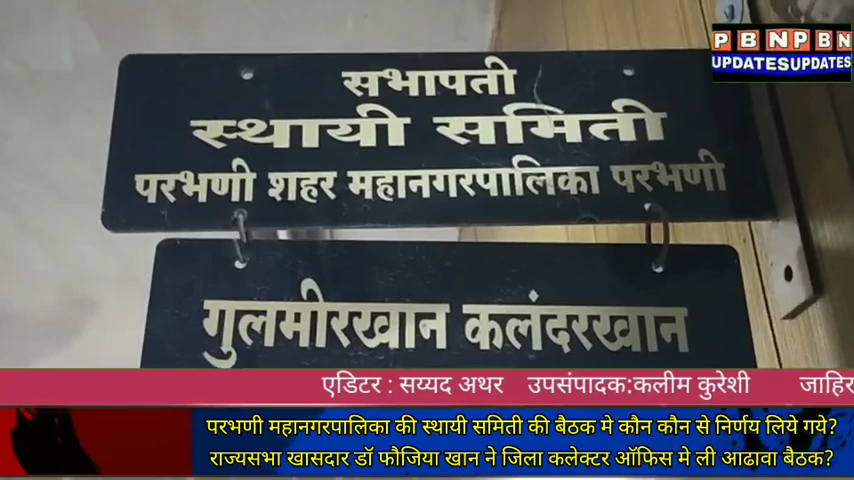 PBNPBN
UPDATESUPDATES
सभापती
स्थायी समिती
परभणी शहर महानगरपालिका परभणी
गुलमीरखान कलंदरखान
एडिटर : सय्यद अथर उपसंपादक:कलीम कुरेशी जाहिर
परभणी महानगरपालिका की स्थायी समिती की बैठक मे कौन कौन से निर्णय लिये गये?
राज्यसभा खासदार डॉ फौजिया खान ने जिला कलेक्टर ऑफिस मे ली आढावा बैठक?